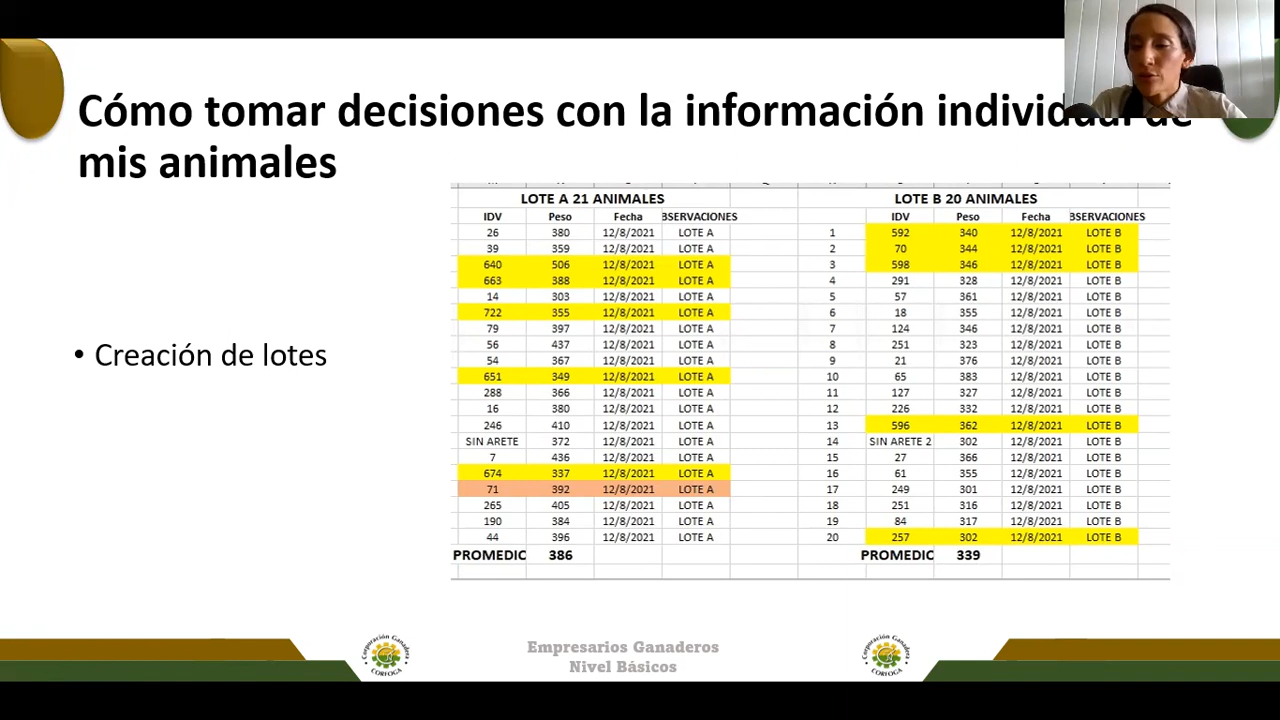 Cómo tomar decisiones con la información individual de
mis animales
• Creación de lotes
LOTE A 21 ANIMALES
IDV Peso Fecha BSERVACIONES
26 380 12/8/2021 LOTE A
39 359 12/8/2021 LOTE A
640 506 12/8/2021 LOTE A
663 388 12/8/2021 LOTE A
14 303 12/8/2021 LOTE A
722 355 12/8/2021 LOTE A
79 397 12/8/2021 LOTE A
56 437 12/8/2021 LOTE A
54 367 12/8/2021 LOTE A
651 349 12/8/2021 LOTE A
288 366 12/8/2021 LOTE A
16 380 12/8/2021 LOTE A
246 410 12/8/2021 LOTE A
SIN ARETE 372 12/8/2021 LOTE A
7 436 12/8/2021 LOTE A
674 337 12/8/2021 LOTE A
71 392 12/8/2021 LOTE A
265 405 12/8/2021 LOTE A
190 384 12/8/2021 LOTE A
44 396 12/8/2021 LOTE A
PROMEDIC 386
LOTE B 20 ANIMALES
IDV Peso Fecha BSERVACIONES
1 592 340 12/8/2021 LOTE B
2 70 344 12/8/2021 LOTE B
3 598 346 12/8/2021 LOTE B
4 291 328 12/8/2021 LOTE B
5 57 361 12/8/2021 LOTE B
6 18 355 12/8/2021 LOTE B
7 124 346 12/8/2021 LOTE B
8 251 323 12/8/2021 LOTE B
9 21 376 12/8/2021 LOTE B
10 65 383 12/8/2021 LOTE B
11 127 327 12/8/2021 LOTE B
12 226 332 12/8/2021 LOTE B
13 596 362 12/8/2021 LOTE B
14 SIN ARETE 2 302 12/8/2021 LOTE B
15 27 366 12/8/2021 LOTE B
16 61 355 12/8/2021 LOTE B
17 249 301 12/8/2021 LOTE B
18 251 316 12/8/2021 LOTE B
19 84 317 12/8/2021 LOTE B
20 257 302 12/8/2021 LOTE B
PROMEDIC 339
Corporación Ganadera
CORFOGA
Empresarios Ganaderos
Nivel Básicos
Corporación Ganadera
CORFOGA